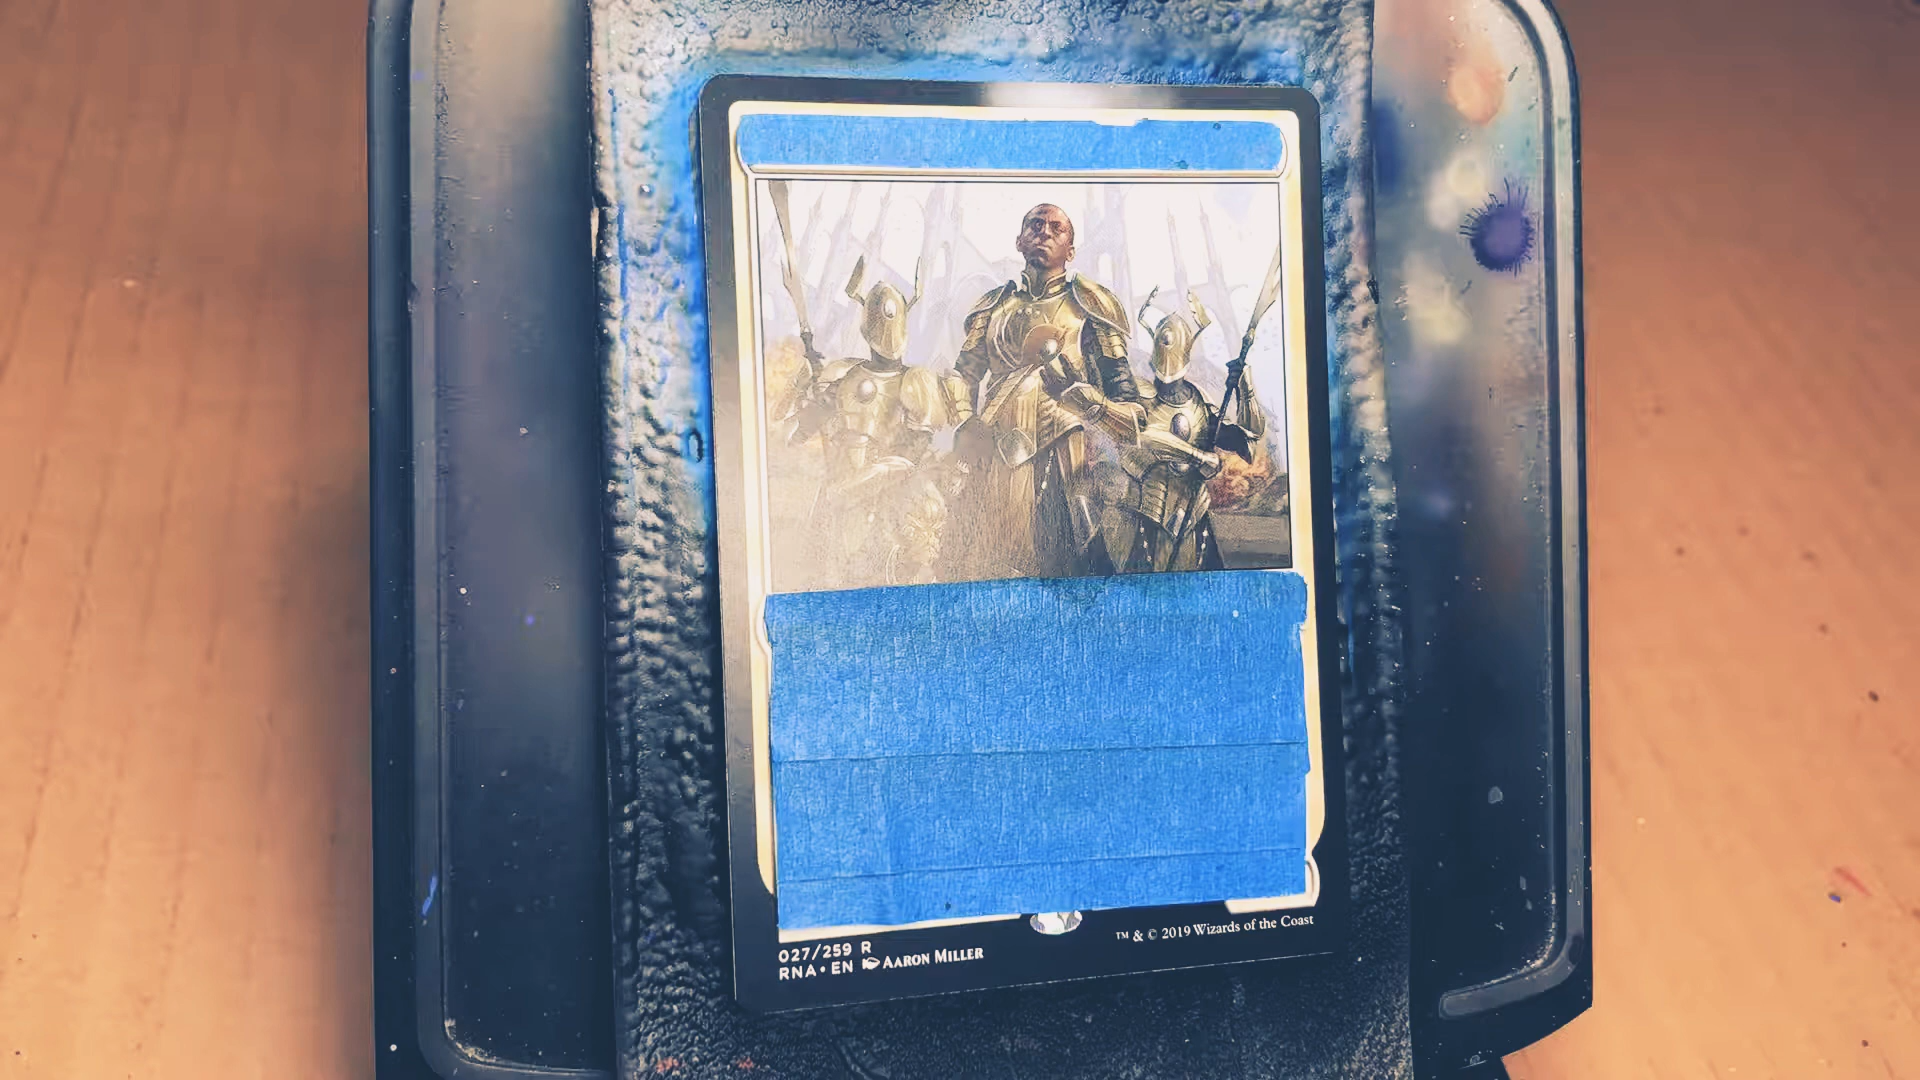 027/259 R
RNA • EN AARON MILLER
™ & © 2019 Wizards of the Coast